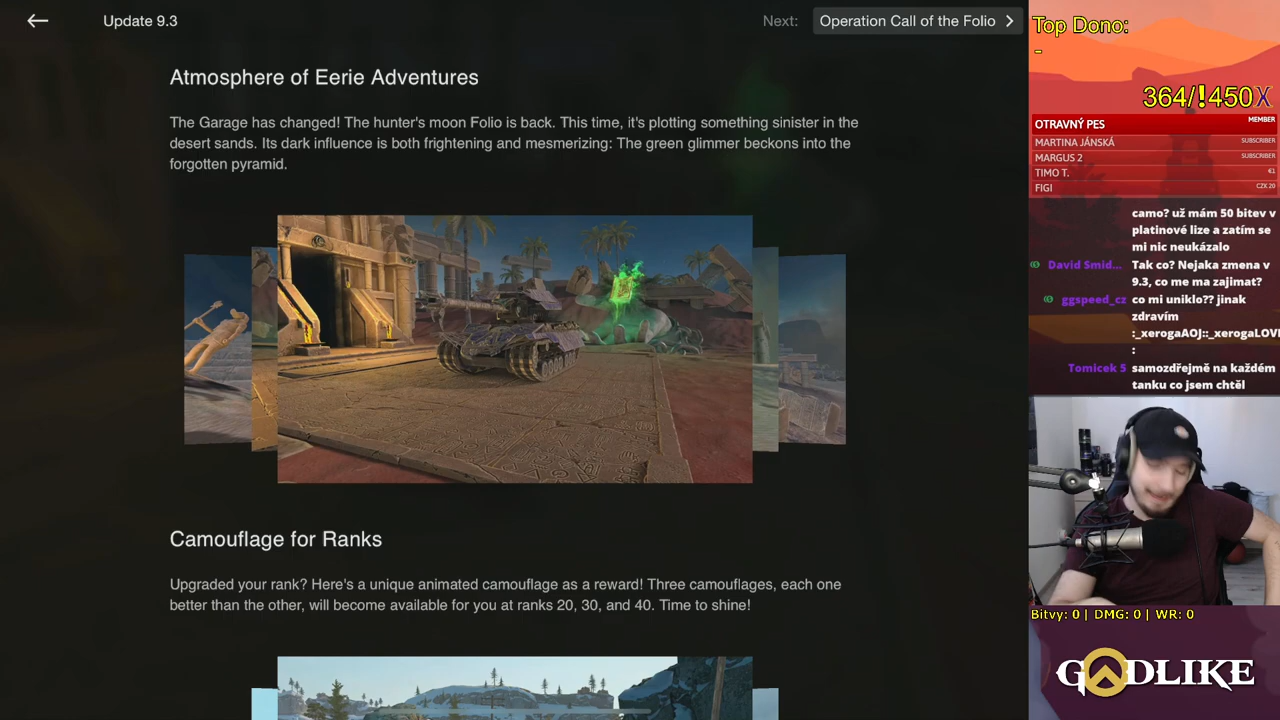 Update 9.3
Next: Operation Call of the Folio
Atmosphere of Eerie Adventures
The Garage has changed! The hunter's moon Folio is back. This time, it's plotting something sinister in the
desert sands. Its dark influence is both frightening and mesmerizing: The green glimmer beckons into the
forgotten pyramid.
Camouflage for Ranks
Upgraded your rank? Here's a unique animated camouflage as a reward! Three camouflages, each one
better than the other, will become available for you at ranks 20, 30, and 40. Time to shine!
Top Dono:
-
364/!450X
OTRAVNÝ PES MEMBER
MARTINA JÁNSKÁ SUBSCRIBER
MARGUS 2 SUBSCRIBER
TIMO T. €1
FIGI CZK 20
camo? už mám 50 bitev v
platinové lize a zatím se
mi nic neukázalo
David Smid... Tak co? Nejaka zmena v
9.3, co me ma zajimat?
ggspeed_cz co mi uniklo?? jinak
zdravím
:_xerogaAOJ::_xerogaLOVE
:
Tomicek 5 samozdřejmě na každém
tanku co jsem chtěl
Bitvy: 0 | DMG: 0 | WR: 0
GODLIKE